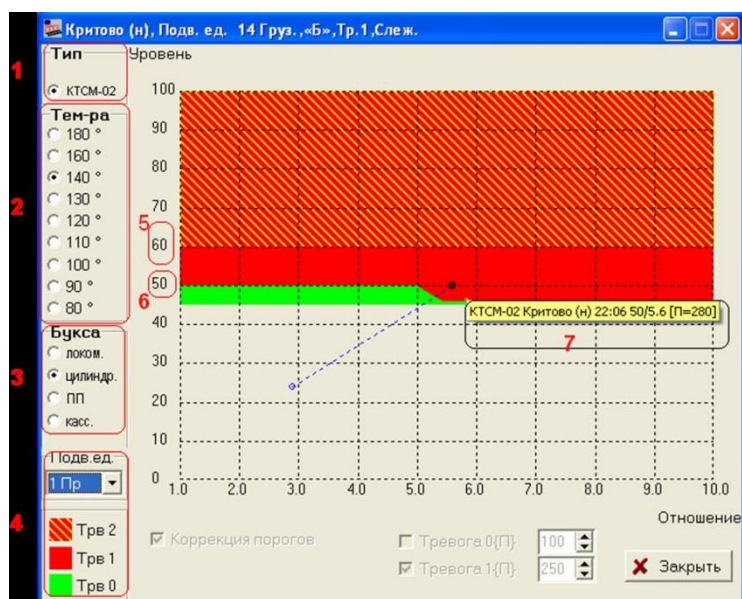 Критово (н), Подв. ед. 14 Груз.,«Б»,Тр.1,Слеж.
Тип
Уровень
1
КТСМ-02
Тем-ра
180 °
160 °
140 °
130 °
120 °
110 °
100 °
90 °
80 °
2
Букса
локом.
цилиндр.
ПП
касс.
3
Подв.ед.
1 Пр
4
Трв 2
Трв 1
Трв 0
100
90
80
70
5
60
50
6
40
30
20
10
0
КТСМ-02 Критово (н) 22:06 50/5.6 [П=280]
7
1.0 2.0 3.0 4.0 5.0 6.0 7.0 8.0 9.0 10.0
Отношение
Коррекция порогов
Тревога 0{П} 100
Тревога 1{П} 250
Закрыть